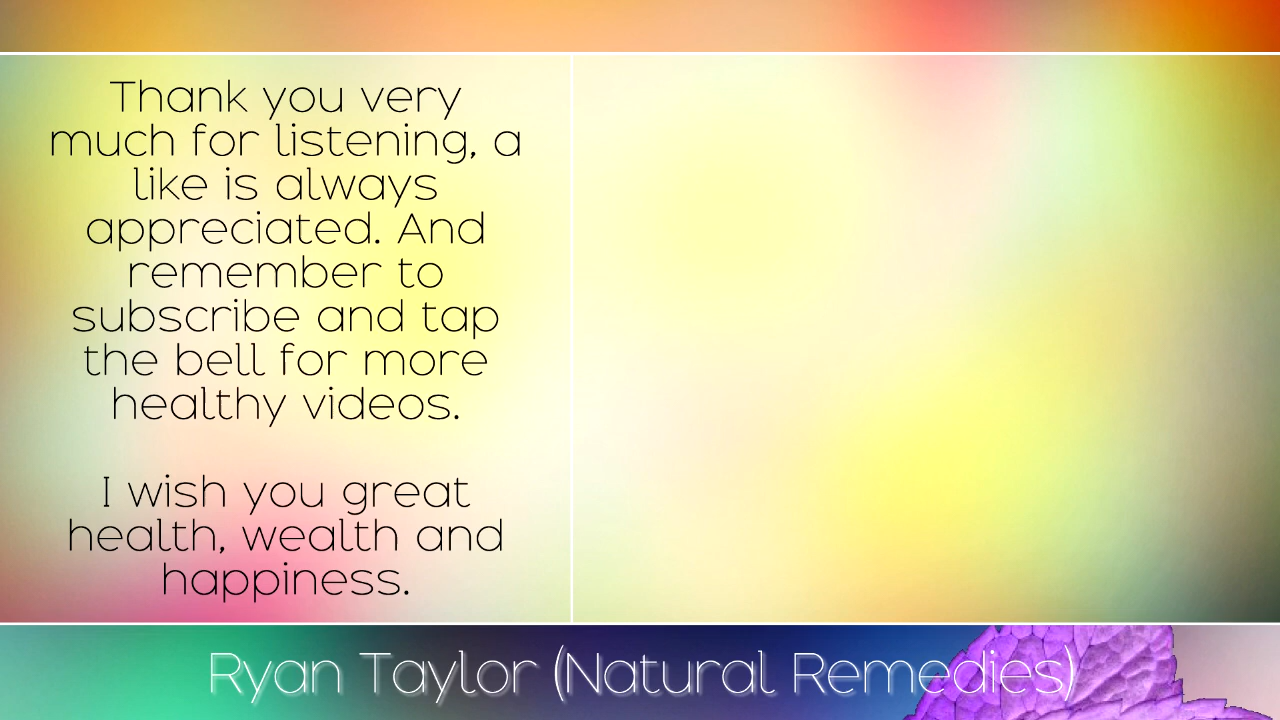 Thank you very
much for listening, a
like is always
appreciated. And
remember to
subscribe and tap
the bell for more
healthy videos.
I wish you great
health, wealth and
happiness.
Ryan Taylor (Natural Remedies)